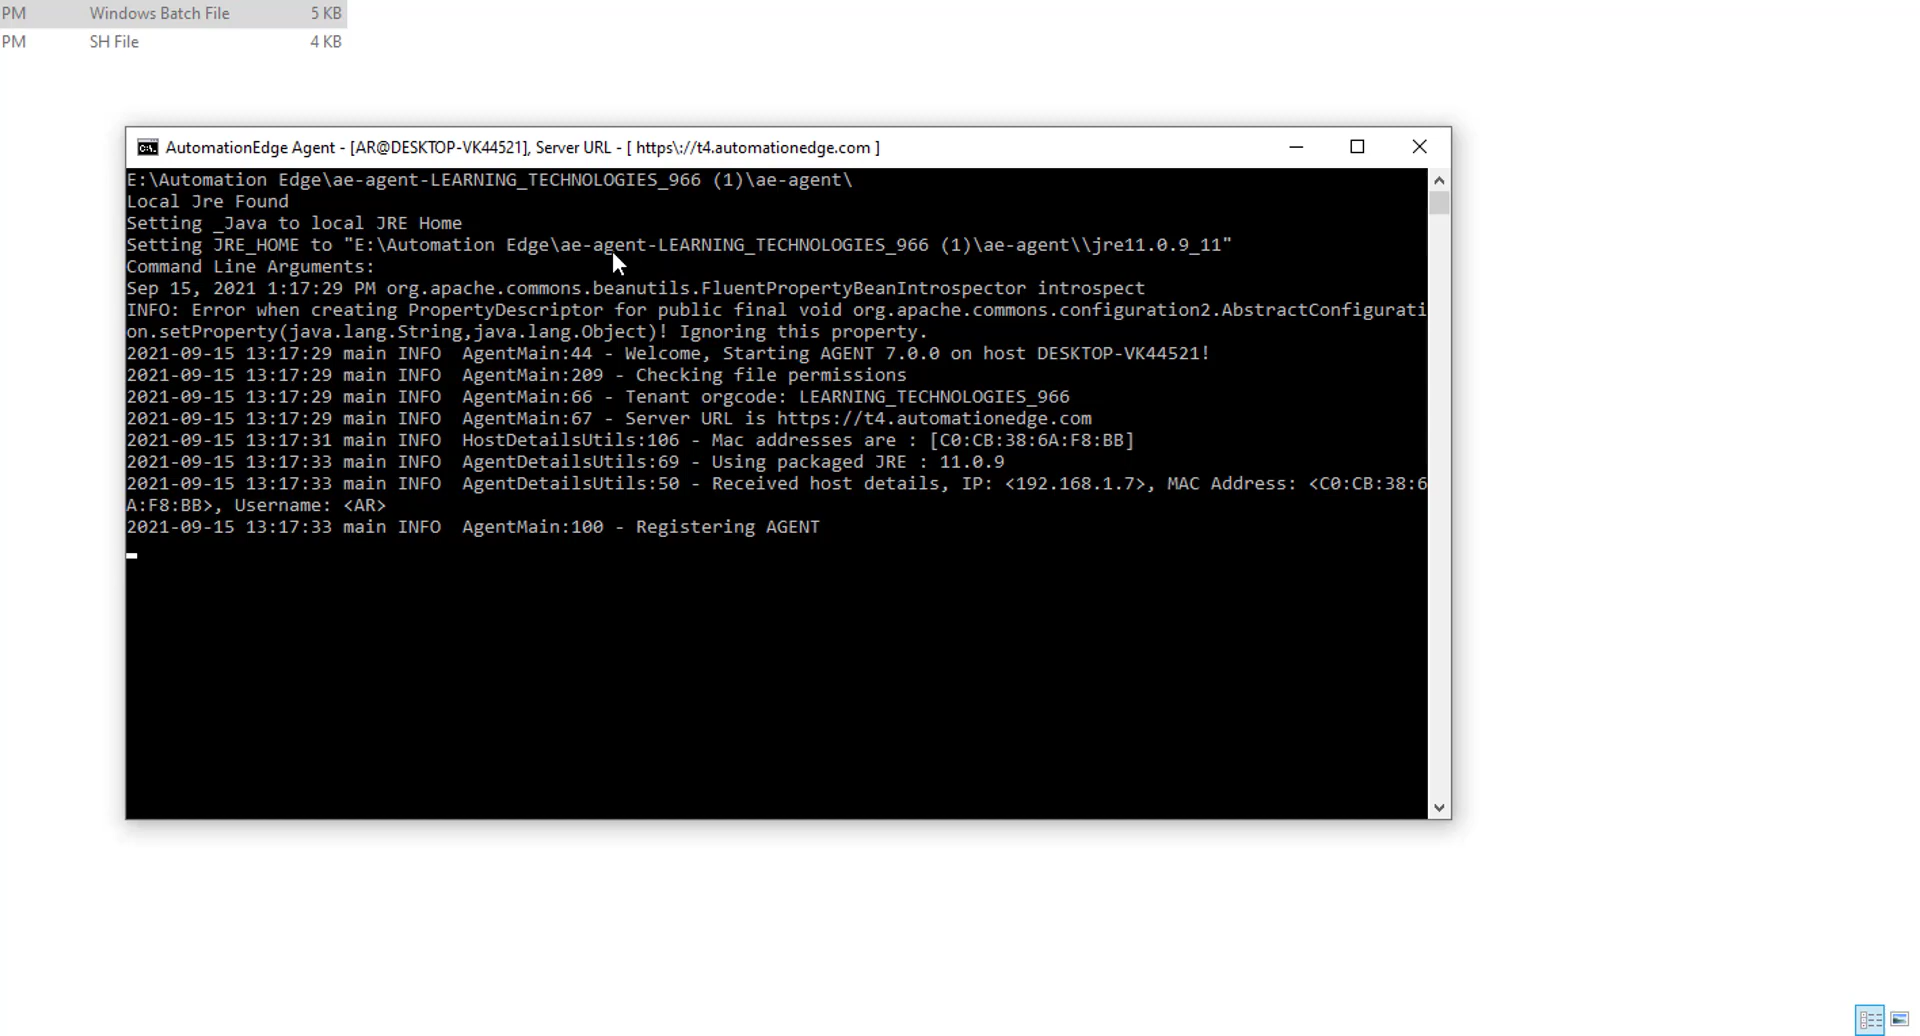 PM Windows Batch File 5 KB
PM SH File 4 KB
AutomationEdge Agent - [AR@DESKTOP-VK44521], Server URL - [ https\://t4.automationedge.com ]
E:\Automation Edge\ae-agent-LEARNING_TECHNOLOGIES_966 (1)\ae-agent\
Local Jre Found
Setting _Java to local JRE Home
Setting JRE_HOME to "E:\Automation Edge\ae-agent-LEARNING_TECHNOLOGIES_966 (1)\ae-agent\\jre11.0.9_11"
Command Line Arguments:
Sep 15, 2021 1:17:29 PM org.apache.commons.beanutils.FluentPropertyBeanIntrospector introspect
INFO: Error when creating PropertyDescriptor for public final void org.apache.commons.configuration2.AbstractConfigurati
on.setProperty(java.lang.String,java.lang.Object)! Ignoring this property.
2021-09-15 13:17:29 main INFO  AgentMain:44 - Welcome, Starting AGENT 7.0.0 on host DESKTOP-VK44521!
2021-09-15 13:17:29 main INFO  AgentMain:209 - Checking file permissions
2021-09-15 13:17:29 main INFO  AgentMain:66 - Tenant orgcode: LEARNING_TECHNOLOGIES_966
2021-09-15 13:17:29 main INFO  AgentMain:67 - Server URL is https://t4.automationedge.com
2021-09-15 13:17:31 main INFO  HostDetailsUtils:106 - Mac addresses are : [C0:CB:38:6A:F8:BB]
2021-09-15 13:17:33 main INFO  AgentDetailsUtils:69 - Using packaged JRE : 11.0.9
2021-09-15 13:17:33 main INFO  AgentDetailsUtils:50 - Received host details, IP: <192.168.1.7>, MAC Address: <C0:CB:38:6
A:F8:BB>, Username: <AR>
2021-09-15 13:17:33 main INFO  AgentMain:100 - Registering AGENT